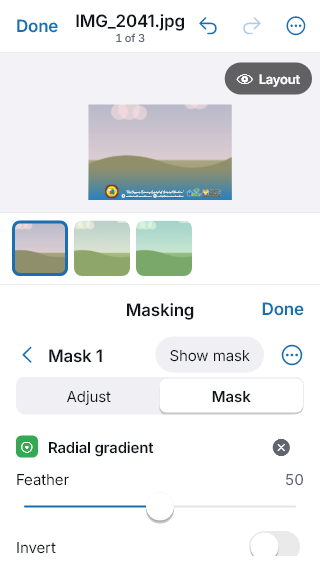 Done
IMG_2041.jpg
1 of 3
Layout
Masking
Done
Mask 1
Show mask
Adjust
Mask
Radial gradient
Feather
50
Invert